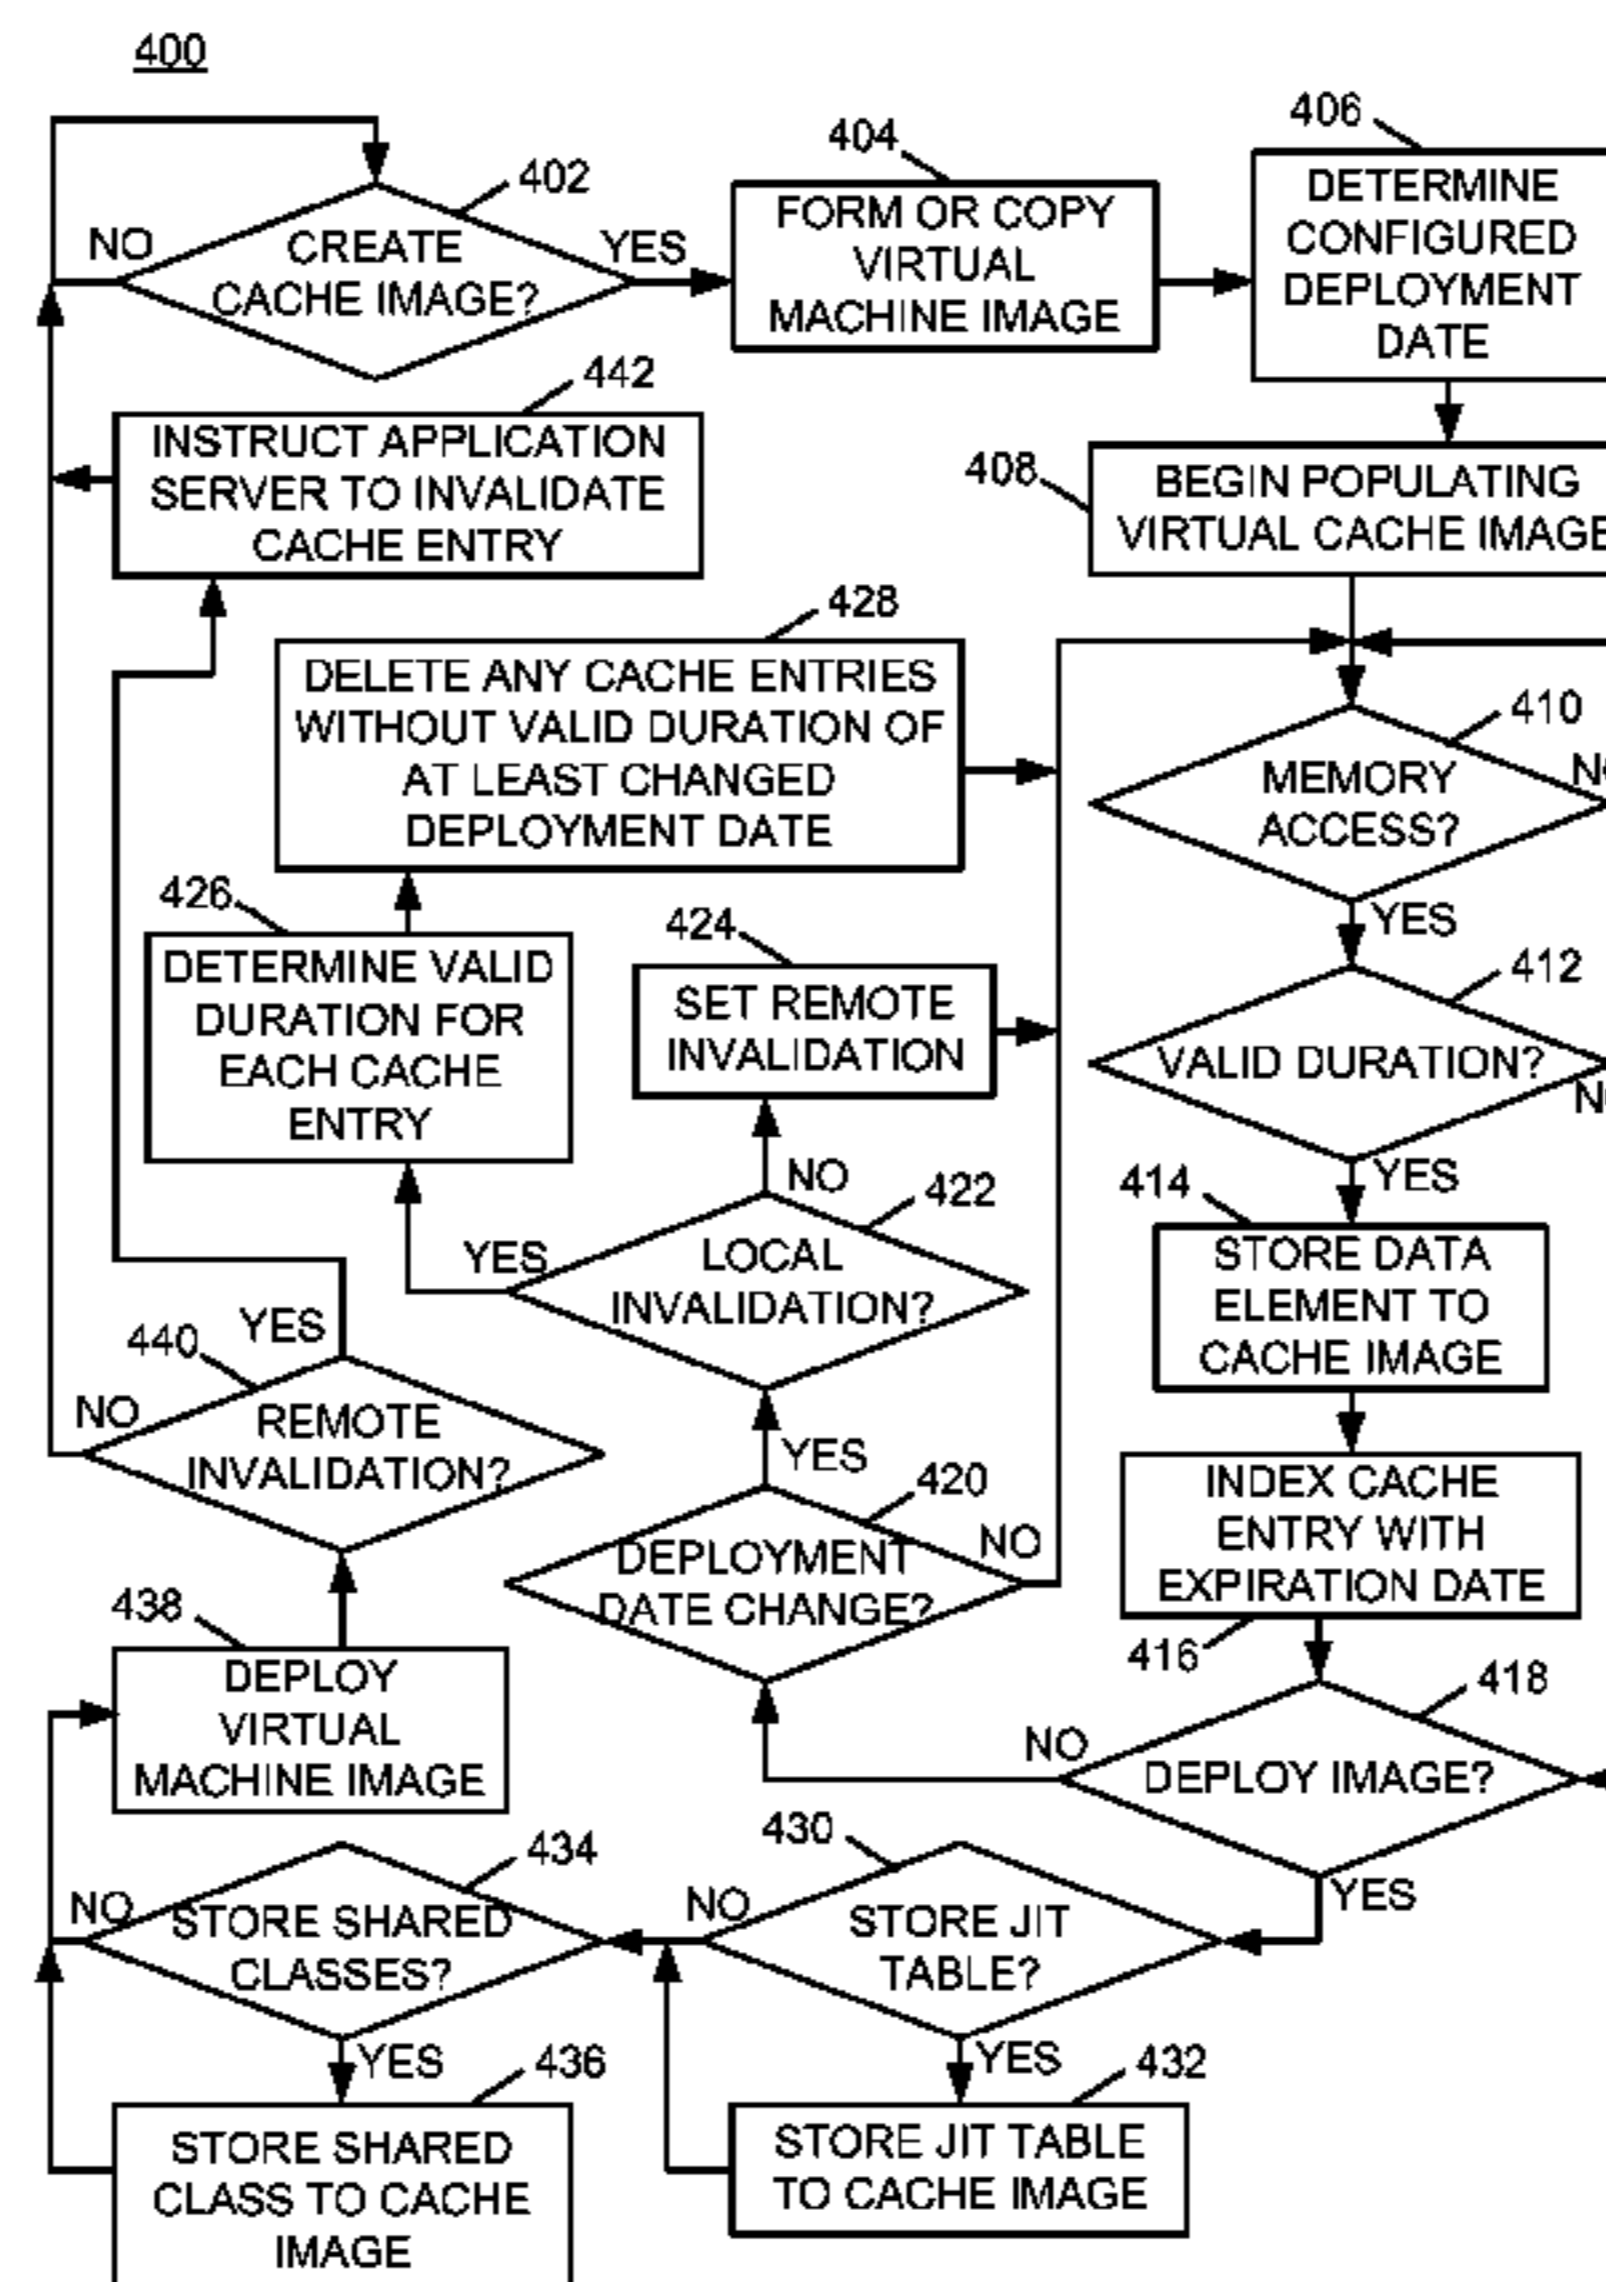 400
402
NO
CREATE
CACHE IMAGE?
YES
404
FORM OR COPY
VIRTUAL
MACHINE IMAGE
406
DETERMINE
CONFIGURED
DEPLOYMENT
DATE
442
INSTRUCT APPLICATION
SERVER TO INVALIDATE
CACHE ENTRY
408
BEGIN POPULATING
VIRTUAL CACHE IMAGE
428
DELETE ANY CACHE ENTRIES
WITHOUT VALID DURATION OF
AT LEAST CHANGED
DEPLOYMENT DATE
410
MEMORY
ACCESS?
YES
426
DETERMINE VALID
DURATION FOR
EACH CACHE
ENTRY
424
SET REMOTE
INVALIDATION
412
VALID DURATION?
YES
NO
422
YES
LOCAL
INVALIDATION?
414
STORE DATA
ELEMENT TO
CACHE IMAGE
YES
440
NO
REMOTE
INVALIDATION?
YES
420
NO
DEPLOYMENT
DATE CHANGE?
INDEX CACHE
ENTRY WITH
EXPIRATION DATE
416
438
DEPLOY
VIRTUAL
MACHINE IMAGE
418
NO
DEPLOY IMAGE?
YES
434
NO
STORE SHARED
CLASSES?
YES
430
NO
STORE JIT
TABLE?
YES
436
STORE SHARED
CLASS TO CACHE
IMAGE
432
STORE JIT TABLE
TO CACHE IMAGE